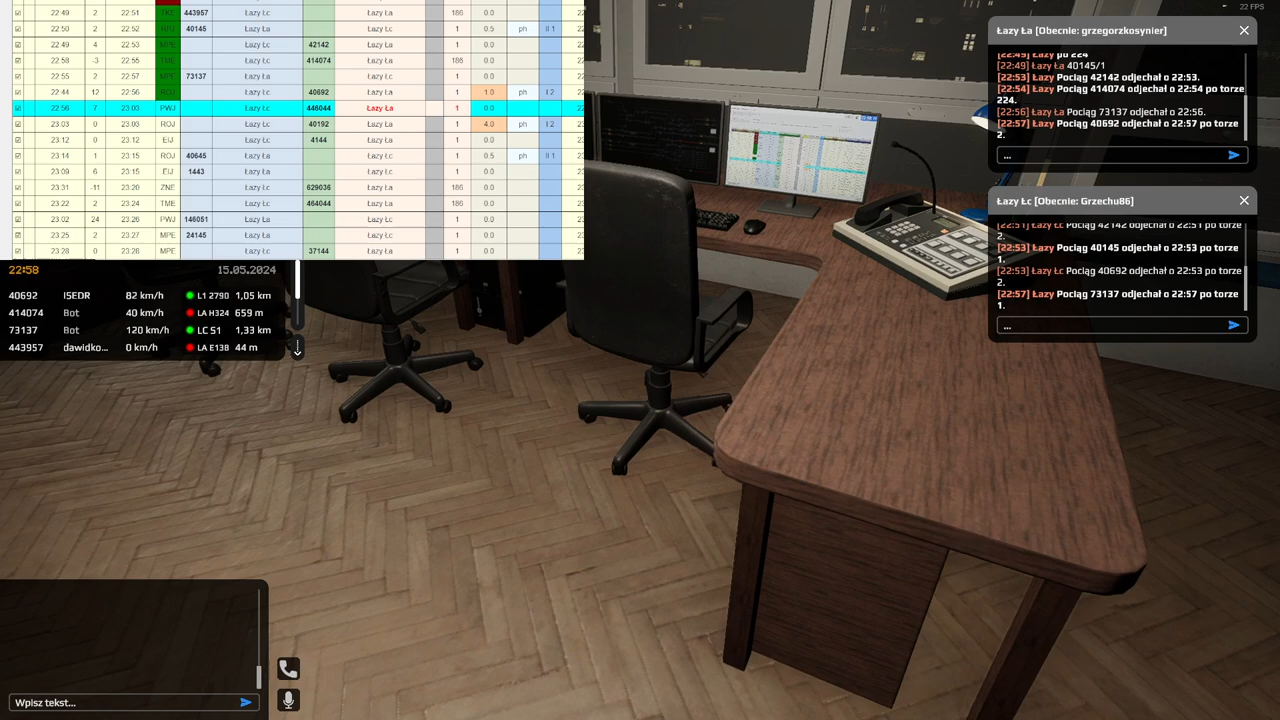 22 FPS
22:49 1 22:51 TKE 443957 Łazy Łc Łazy Ła 186 0.0
22:50 2 22:52 ROJ 40145 Łazy Ła Łazy Łc 1 0.5 ph II 1
22:49 4 22:53 MPE Łazy Łc 42142 Łazy Ła 1 0.0
22:58 -3 22:55 TME Łazy Łc 414074 Łazy Ła 186 0.0
22:55 2 22:57 MPE 73137 Łazy Ła Łazy Łc 1 0.0
22:44 12 22:56 ROJ Łazy Łc 40692 Łazy Ła 1 1.0 ph I 2
22:56 7 23:03 PWJ Łazy Łc 446044 Łazy Ła 1 0.0
23:03 0 23:03 ROJ Łazy Łc 40192 Łazy Ła 1 4.0 ph I 2
23:12 0 23:12 EIJ Łazy Łc 4144 Łazy Ła 1 0.0
23:14 1 23:15 ROJ 40645 Łazy Ła Łazy Łc 1 0.5 ph II 1
23:09 6 23:15 EIJ 1443 Łazy Ła Łazy Łc 1 0.0
23:31 -11 23:20 ZNE Łazy Łc 629036 Łazy Ła 186 0.0
23:22 2 23:24 TME Łazy Łc 464044 Łazy Ła 186 0.0
23:02 24 23:26 PWJ 146051 Łazy Ła Łazy Łc 1 0.0
23:25 2 23:27 MPE 24145 Łazy Ła Łazy Łc 1 0.0
23:28 0 23:28 MPE Łazy Łc 37144 Łazy Ła 1 0.0
22:58 15.05.2024
40692 ISEDR 82 km/h L1 2790 1,05 km
414074 Bot 40 km/h LA H324 659 m
73137 Bot 120 km/h LC S1 1,33 km
443957 dawidko... 0 km/h LA E138 44 m
Łazy Ła [Obecnie: grzegorzkosynier]
[22:49] Łazy po 224
[22:49] Łazy Ła 40145/1
[22:53] Łazy Pociąg 42142 odjechał o 22:53.
[22:54] Łazy Pociąg 414074 odjechał o 22:54 po torze
224.
[22:56] Łazy Ła Pociąg 73137 odjechał o 22:56.
[22:57] Łazy Pociąg 40692 odjechał o 22:57 po torze
2.
...
Łazy Łc [Obecnie: Grzechu86]
[22:51] Łazy Łc Pociąg 42142 odjechał o 22:51 po torze
2.
[22:53] Łazy Pociąg 40145 odjechał o 22:53 po torze
1.
[22:53] Łazy Łc Pociąg 40692 odjechał o 22:53 po torze
2.
[22:57] Łazy Pociąg 73137 odjechał o 22:57 po torze
1.
...
Wpisz tekst...